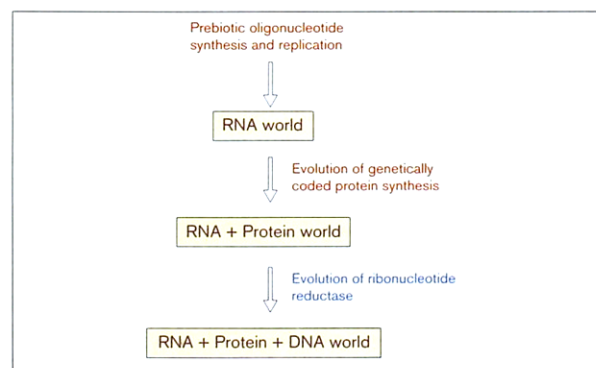 Prebiotic oligonucleotide
synthesis and replication
RNA world
Evolution of genetically
coded protein synthesis
RNA + Protein world
Evolution of ribonucleotide
reductase
RNA + Protein + DNA world